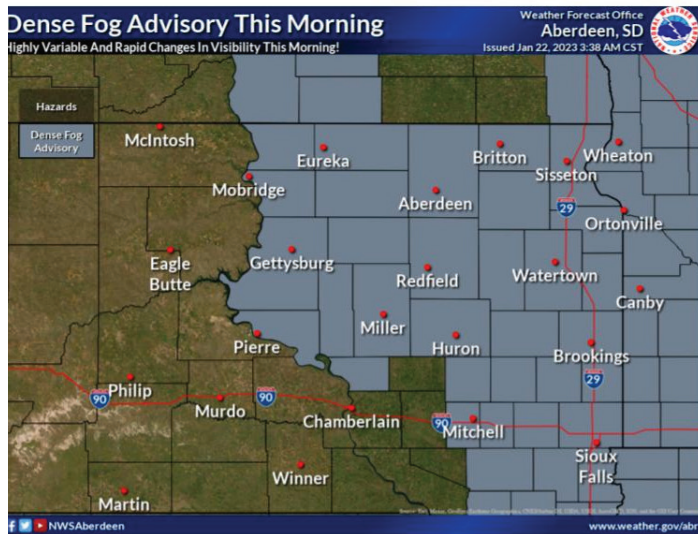 Dense Fog Advisory This Morning
Highly Variable And Rapid Changes In Visibility This Morning!
Weather Forecast Office
Aberdeen, SD
Issued Jan 22, 2023 3:38 AM CST
Hazards
Dense Fog
Advisory
McIntosh
Eureka
Britton
Wheaton
Sisseton
Mobridge
Aberdeen
29
Ortonville
Eagle
Butte
Gettysburg
Redfield
Watertown
Canby
Miller
Pierre
Huron
Brookings
Philip
90
Murdo
90
Chamberlain
29
90
Mitchell
Sioux
Falls
Winner
Martin
NWSAberdeen
www.weather.gov/abr